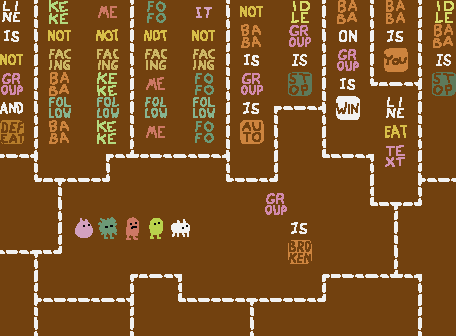 LINE IS NOT GROUP AND DEFEAT
KEKE NOT FACING BABA FOLLOW BABA
ME NOT FACING KEKE FOLLOW KEKE
FOFO NOT FACING ME FOLLOW ME
IT NOT FACING FOFO FOLLOW FOFO
NOT BABA IS GROUP IS AUTO
IDLE GROUP IS STOP
BABA ON GROUP IS WIN
BABA IS YOU
LINE EAT TEXT
IDLE BABA IS STOP
GROUP
IS BROKEN